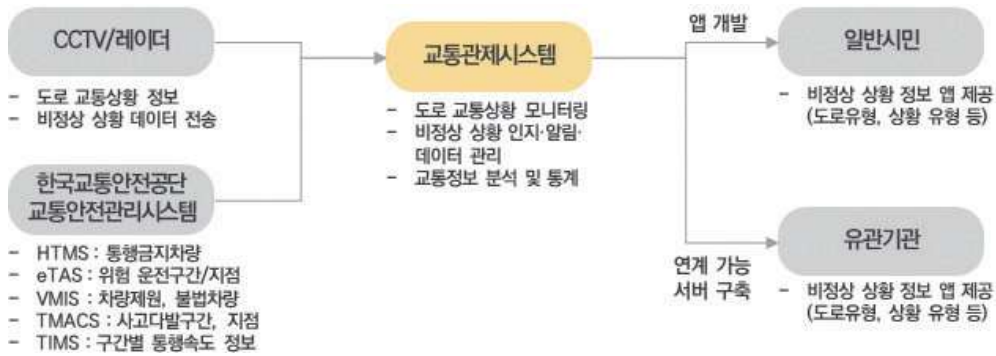 CCTV/레이더
- 도로 교통상황 정보
- 비정상 상황 데이터 전송
한국교통안전공단
교통안전관리시스템
- HTMS : 통행금지차량
- eTAS : 위험 운전구간/지점
- VMIS : 차량제원, 불법차량
- TMACS : 사고다발구간, 지점
- TIMS : 구간별 통행속도 정보
교통관제시스템
- 도로 교통상황 모니터링
- 비정상 상황 인지·알림·
데이터 관리
- 교통정보 분석 및 통계
앱 개발
일반시민
- 비정상 상황 정보 앱 제공
(도로유형, 상황 유형 등)
연계 가능
서버 구축
유관기관
- 비정상 상황 정보 앱 제공
(도로유형, 상황 유형 등)